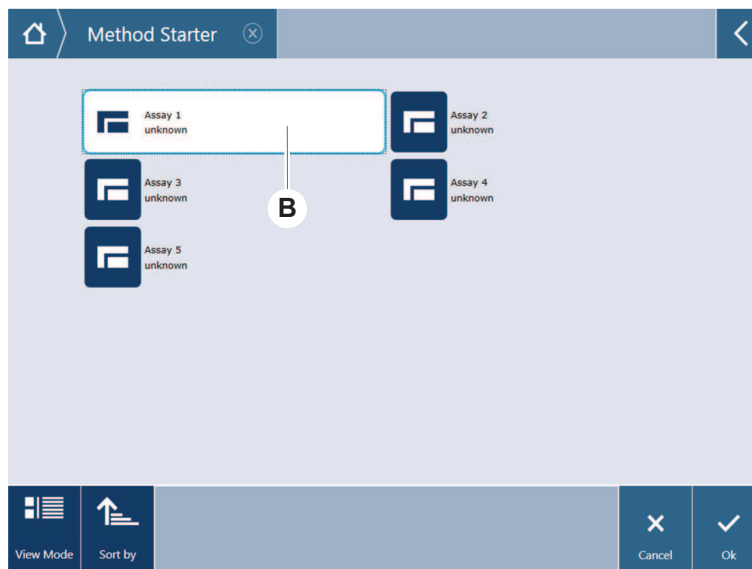 Method Starter
Assay 1
unknown
Assay 2
unknown
Assay 3
unknown
Assay 4
unknown
B
Assay 5
unknown
View Mode
Sort by
Cancel
Ok